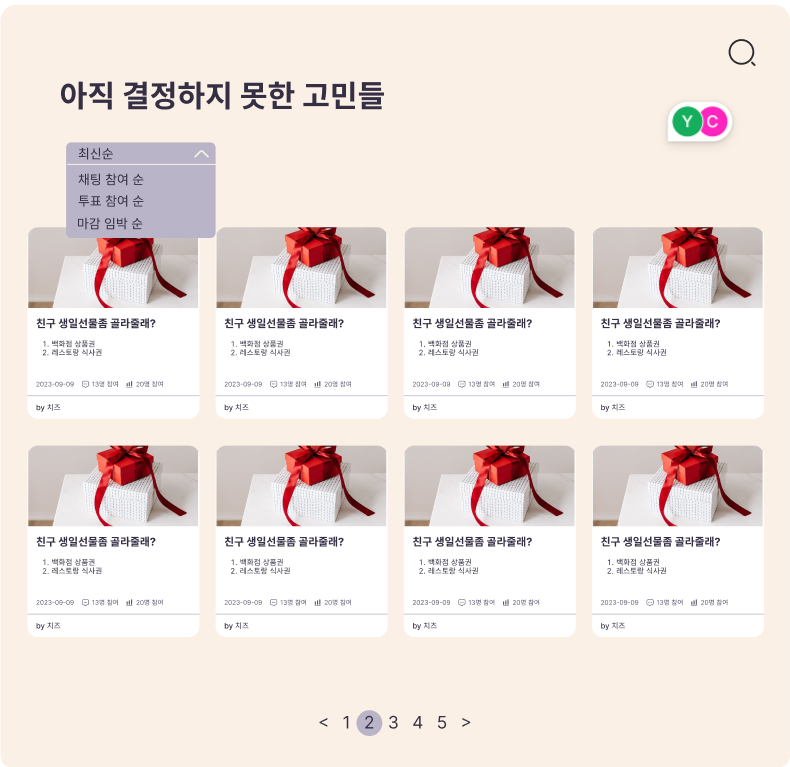 아직 결정하지 못한 고민들
Y C
최신순
채팅 참여 순
투표 참여 순
마감 임박 순
친구 생일선물좀 골라줄래?
1. 백화점 상품권
2. 레스토랑 식사권
2023-09-09 13명 참여 20명 참여
by 치즈
친구 생일선물좀 골라줄래?
1. 백화점 상품권
2. 레스토랑 식사권
2023-09-09 13명 참여 20명 참여
by 치즈
친구 생일선물좀 골라줄래?
1. 백화점 상품권
2. 레스토랑 식사권
2023-09-09 13명 참여 20명 참여
by 치즈
친구 생일선물좀 골라줄래?
1. 백화점 상품권
2. 레스토랑 식사권
2023-09-09 13명 참여 20명 참여
by 치즈
친구 생일선물좀 골라줄래?
1. 백화점 상품권
2. 레스토랑 식사권
2023-09-09 13명 참여 20명 참여
by 치즈
친구 생일선물좀 골라줄래?
1. 백화점 상품권
2. 레스토랑 식사권
2023-09-09 13명 참여 20명 참여
by 치즈
친구 생일선물좀 골라줄래?
1. 백화점 상품권
2. 레스토랑 식사권
2023-09-09 13명 참여 20명 참여
by 치즈
친구 생일선물좀 골라줄래?
1. 백화점 상품권
2. 레스토랑 식사권
2023-09-09 13명 참여 20명 참여
by 치즈
< 1 2 3 4 5 >